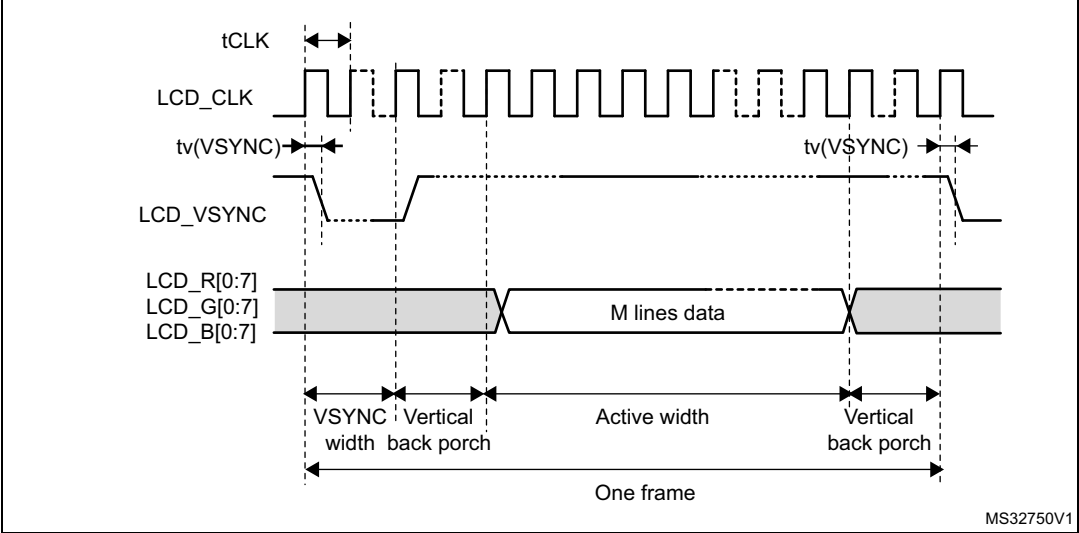 tCLK
LCD_CLK
tv(VSYNC)
tv(VSYNC)
LCD_VSYNC
LCD_R[0:7]
LCD_G[0:7]
LCD_B[0:7]
M lines data
VSYNC
width
Vertical
back porch
Active width
Vertical
back porch
One frame
MS32750V1